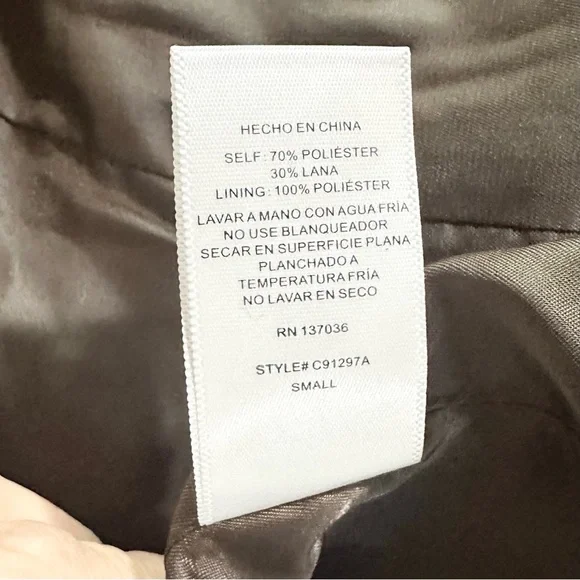 HECHO EN CHINA
SELF: 70% POLIÉSTER
30% LANA
LINING: 100% POLIÉSTER
LAVAR A MANO CON AGUA FRÍA
NO USE BLANQUEADOR
SECAR EN SUPERFICIE PLANA
PLANCHADO A
TEMPERATURA FRÍA
NO LAVAR EN SECO
RN 137036
STYLE# C91297A
SMALL